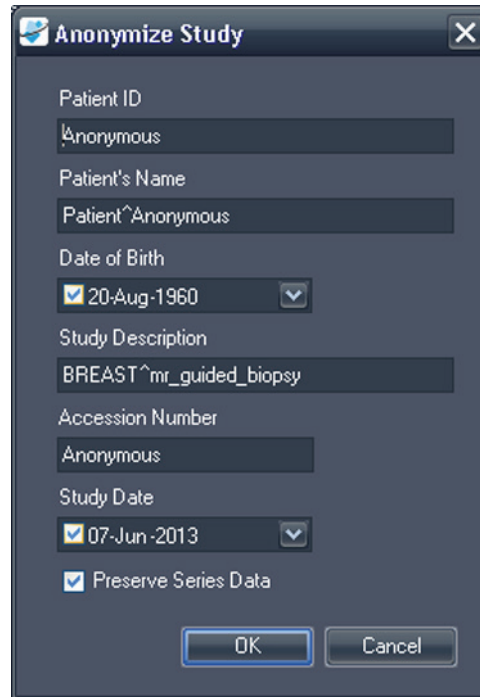 Anonymize Study
Patient ID
Anonymous
Patient's Name
Patient^Anonymous
Date of Birth
20-Aug-1960
Study Description
BREAST^mr_guided_biopsy
Accession Number
Anonymous
Study Date
07-Jun-2013
Preserve Series Data
OK Cancel